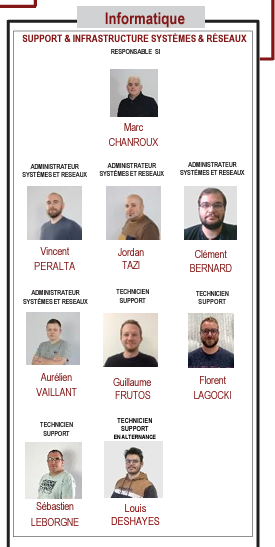 Informatique
SUPPORT & INFRASTRUCTURE SYSTÈMES & RÉSEAUX
RESPONSABLE SI
Marc
CHANROUX
ADMINISTRATEUR
SYSTÈMES ET RESEAUX
Vincent
PERALTA
ADMINISTRATEUR
SYSTÈMES ET RESEAUX
Jordan
TAZI
ADMINISTRATEUR
SYSTÈMES ET RESEAUX
Clément
BERNARD
ADMINISTRATEUR
SYSTÈMES ET RESEAUX
Aurélien
VAILLANT
TECHNICIEN
SUPPORT
Guillaume
FRUTOS
TECHNICIEN
SUPPORT
Florent
LAGOCKI
TECHNICIEN
SUPPORT
Sébastien
LEBORGNE
TECHNICIEN
SUPPORT
EN ALTERNANCE
Louis
DESHAYES